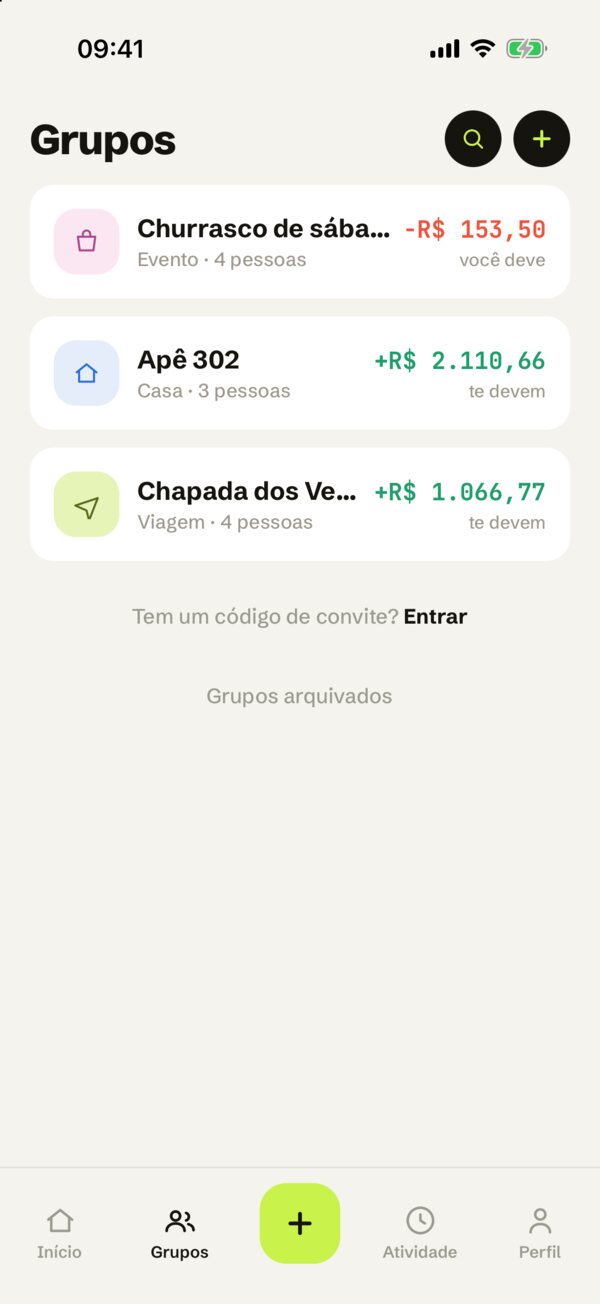 09:41
Grupos
Churrasco de sába... -R$ 153,50
Evento · 4 pessoas você deve
Apê 302 +R$ 2.110,66
Casa · 3 pessoas te devem
Chapada dos Ve... +R$ 1.066,77
Viagem · 4 pessoas te devem
Tem um código de convite? Entrar
Grupos arquivados
Início Grupos Atividade Perfil